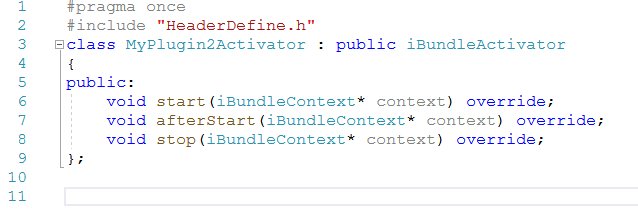 1 #pragma once
2 #include "HeaderDefine.h"
3 class MyPlugin2Activator : public iBundleActivator
4 {
5 public:
6     void start(iBundleContext* context) override;
7     void afterStart(iBundleContext* context) override;
8     void stop(iBundleContext* context) override;
9 };
10
11